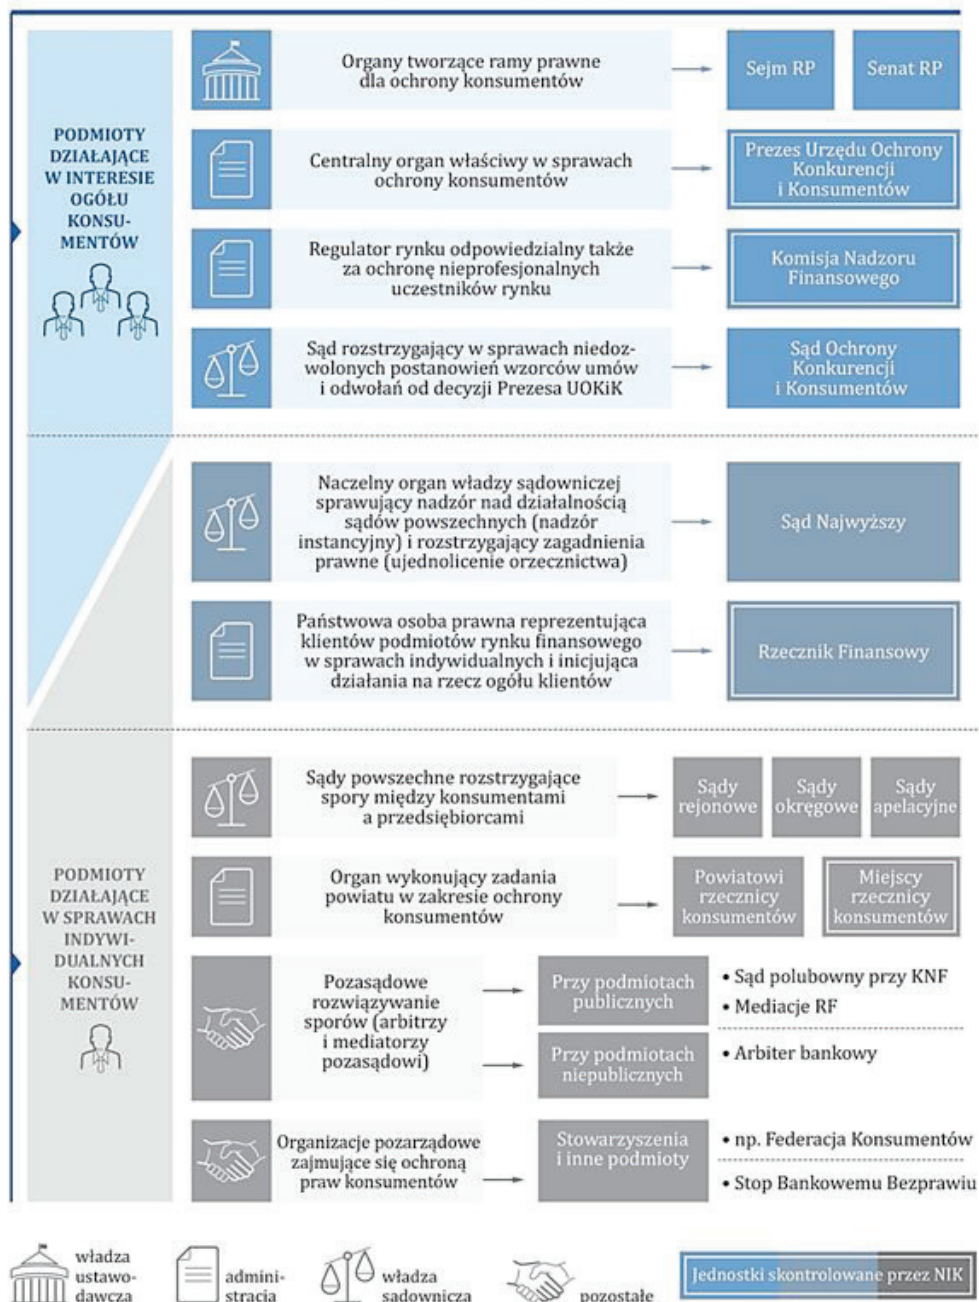 PODMIOTY
DZIAŁAJĄCE
W INTERESIE
OGÓŁU
KONSU-
MENTÓW
Organy tworzące ramy prawne
dla ochrony konsumentów
Sejm RP
Senat RP
Centralny organ właściwy w sprawach
ochrony konsumentów
Prezes Urzędu Ochrony
Konkurencji
i Konsumentów
Regulator rynku odpowiedzialny także
za ochronę nieprofesjonalnych
uczestników rynku
Komisja Nadzoru
Finansowego
Sąd rozstrzygający w sprawach niedoz-
wolonych postanowień wzorców umów
i odwołań od decyzji Prezesa UOKiK
Sąd Ochrony
Konkurencji
i Konsumentów
Naczelny organ władzy sądowniczej
sprawujący nadzór nad działalnością
sądów powszechnych (nadzór
instancyjny) i rozstrzygający zagadnienia
prawne (ujednolicenie orzecznictwa)
Sąd Najwyższy
Państwowa osoba prawna reprezentująca
klientów podmiotów rynku finansowego
w sprawach indywidualnych i inicjująca
działania na rzecz ogółu klientów
Rzecznik Finansowy
PODMIOTY
DZIAŁAJĄCE
W SPRAWACH
INDYWI-
DUALNYCH
KONSU-
MENTÓW
Sądy powszechne rozstrzygające
spory między konsumentami
a przedsiębiorcami
Sądy
rejonowe
Sądy
okręgowe
Sądy
apelacyjne
Organ wykonujący zadania
powiatu w zakresie ochrony
konsumentów
Powiatowi
rzecznicy
konsumentów
Miejscy
rzecznicy
konsumentów
Pozasądowe
rozwiązywanie
sporów (arbitrzy
i mediatorzy
pozasądowi)
Przy podmiotach
publicznych
• Sąd polubowny przy KNF
• Mediacje RF
Przy podmiotach
niepublicznych
• Arbiter bankowy
Organizacje pozarządowe
zajmujące się ochroną
praw konsumentów
Stowarzyszenia
i inne podmioty
• np. Federacja Konsumentów
• Stop Bankowemu Bezprawiu
władza
ustawo-
dawcza
admini-
stracja
władza
sądownicza
pozostałe
Jednostki skontrolowane przez NIK